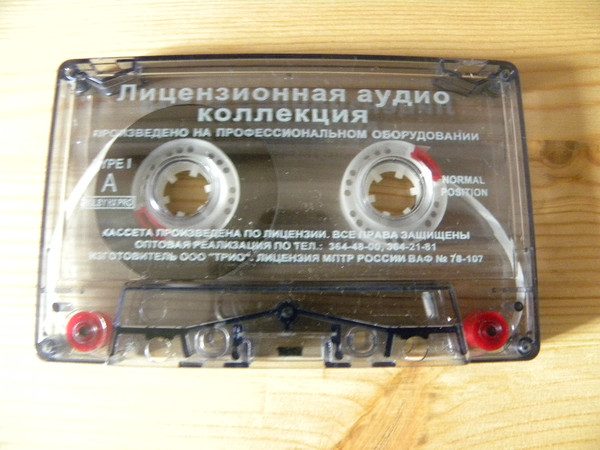 Лицензионная аудио
коллекция
ПРОИЗВЕДЕНО НА ПРОФЕССИОНАЛЬНОМ ОБОРУДОВАНИИ
TYPE I
A
NORMAL
POSITION
КАССЕТА ПРОИЗВЕДЕНА ПО ЛИЦЕНЗИИ. ВСЕ ПРАВА ЗАЩИЩЕНЫ
ОПТОВАЯ РЕАЛИЗАЦИЯ ПО ТЕЛ.: 364-48-00, 364-21-81
ИЗГОТОВИТЕЛЬ ООО "ТРИО". ЛИЦЕНЗИЯ МПТР РОССИИ ВАФ № 78-107